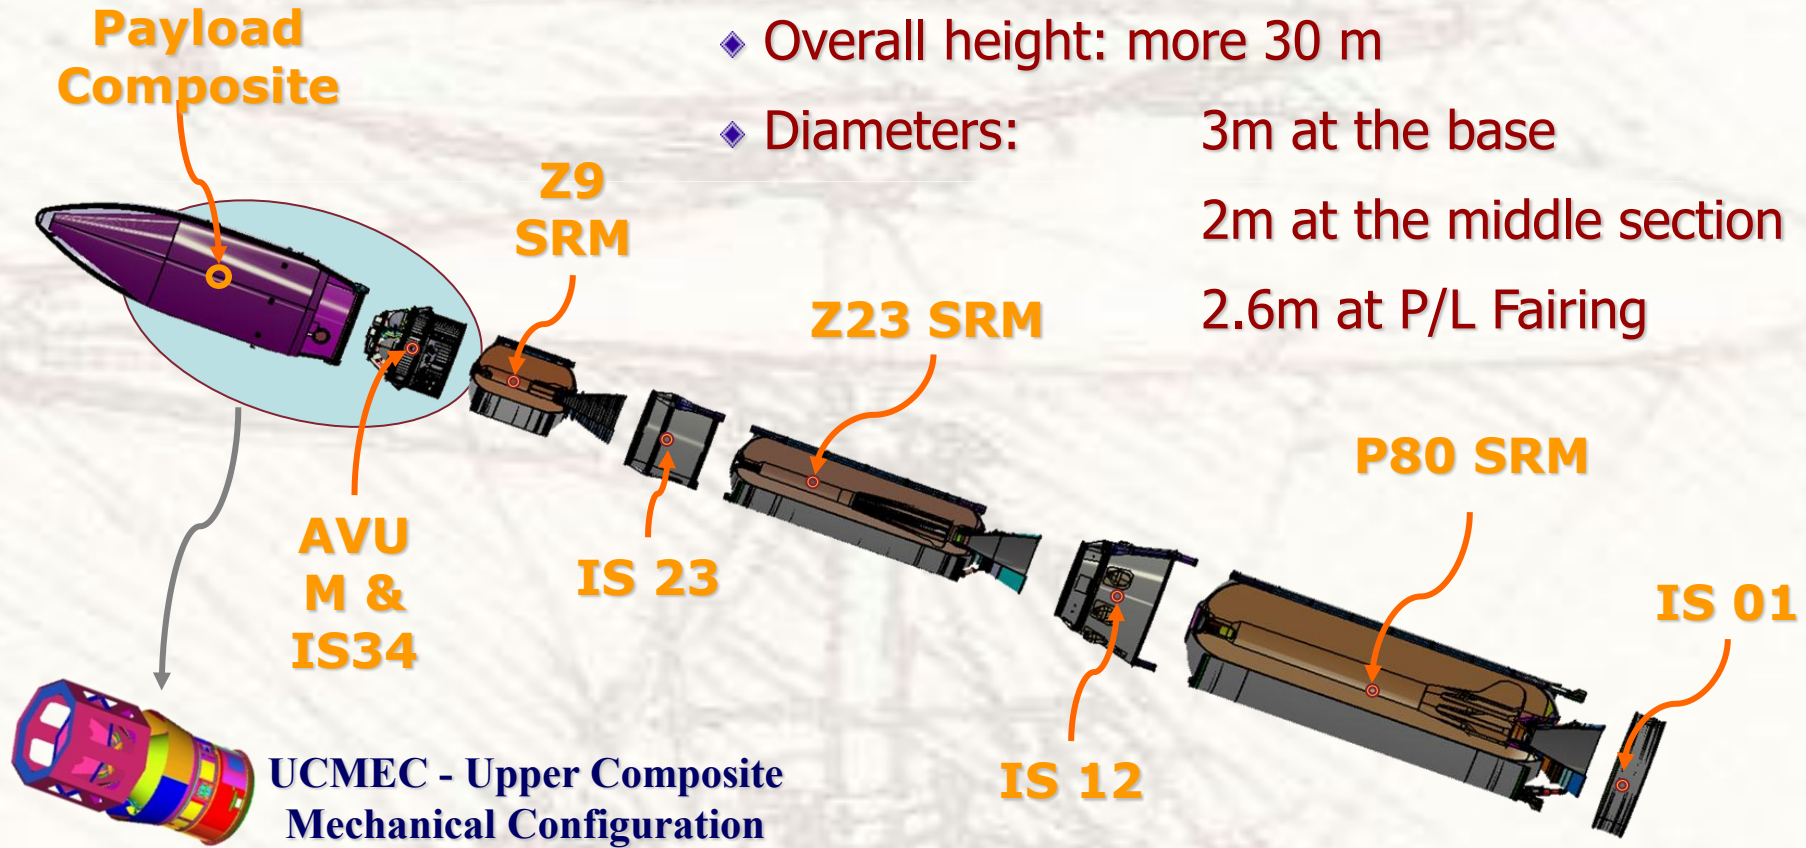 Payload
Composite
Overall height: more 30 m
Diameters: 3m at the base
2m at the middle section
2.6m at P/L Fairing
Z9
SRM
Z23 SRM
P80 SRM
AVU
M &
IS34
IS 23
IS 12
IS 01
UCMEC - Upper Composite
Mechanical Configuration